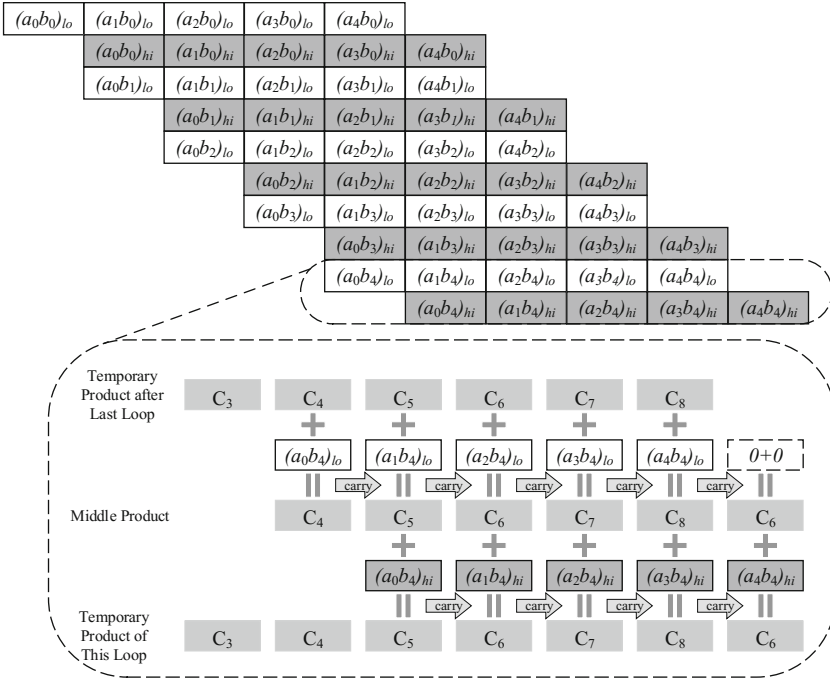 (a0b0)lo (a1b0)lo (a2b0)lo (a3b0)lo (a4b0)lo
(a0b0)hi (a1b0)hi (a2b0)hi (a3b0)hi (a4b0)hi
(a0b1)lo (a1b1)lo (a2b1)lo (a3b1)lo (a4b1)lo
(a0b1)hi (a1b1)hi (a2b1)hi (a3b1)hi (a4b1)hi
(a0b2)lo (a1b2)lo (a2b2)lo (a3b2)lo (a4b2)lo
(a0b2)hi (a1b2)hi (a2b2)hi (a3b2)hi (a4b2)hi
(a0b3)lo (a1b3)lo (a2b3)lo (a3b3)lo (a4b3)lo
(a0b3)hi (a1b3)hi (a2b3)hi (a3b3)hi (a4b3)hi
(a0b4)lo (a1b4)lo (a2b4)lo (a3b4)lo (a4b4)lo
(a0b4)hi (a1b4)hi (a2b4)hi (a3b4)hi (a4b4)hi
Temporary
Product after
Last Loop
C3 C4 C5 C6 C7 C8
+ + + + +
(a0b4)lo (a1b4)lo (a2b4)lo (a3b4)lo (a4b4)lo 0+0
carry carry carry carry carry
Middle Product
C4 C5 C6 C7 C8 C6
+ + + + +
(a0b4)hi (a1b4)hi (a2b4)hi (a3b4)hi (a4b4)hi
carry carry carry carry
Temporary
Product of
This Loop
C3 C4 C5 C6 C7 C8 C6